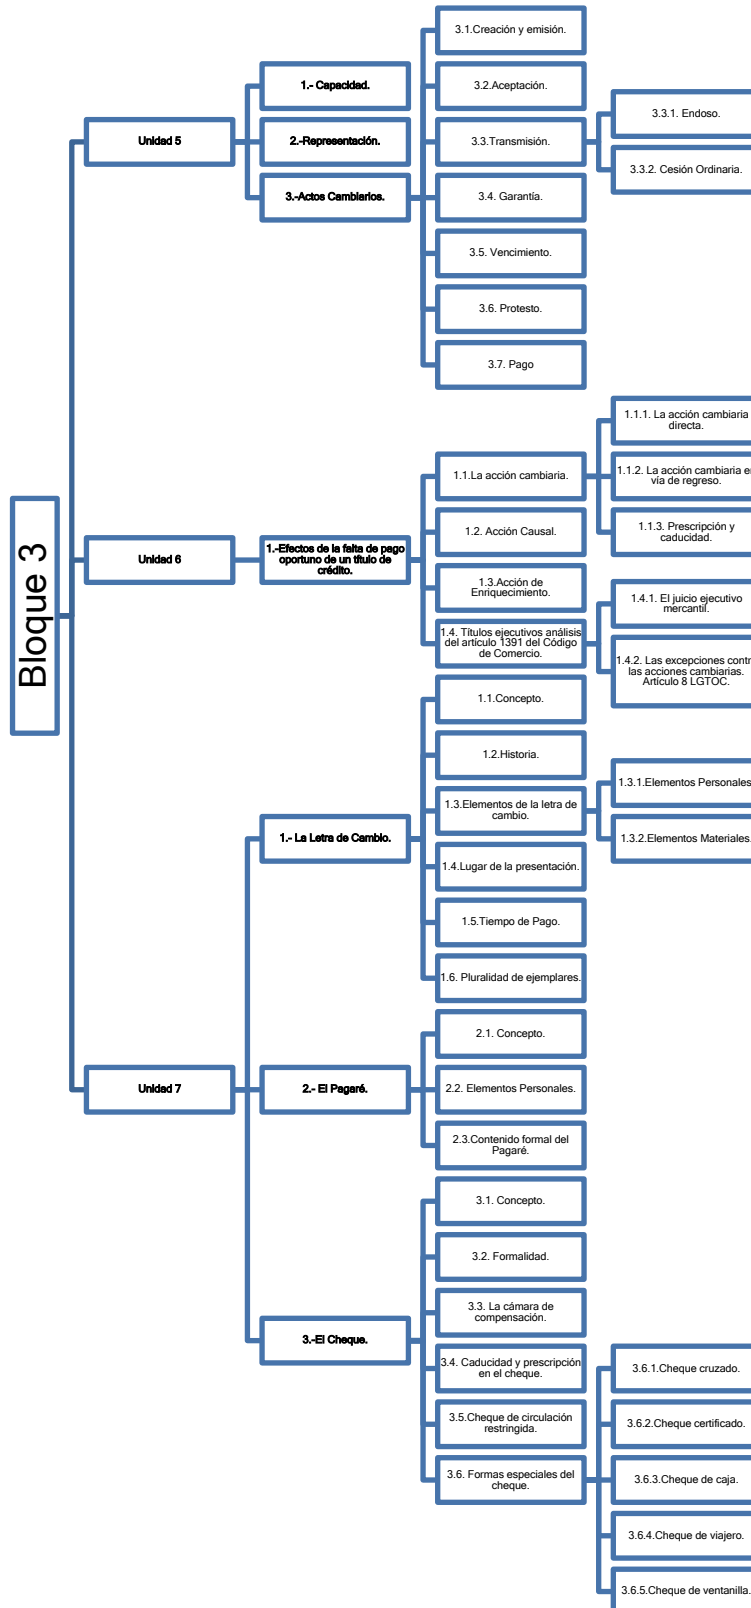 Bloque 3
Unidad 5
1.- Capacidad.
2.-Representación.
3.-Actos Cambiarios.
3.1.Creación y emisión.
3.2.Aceptación.
3.3.Transmisión.
3.3.1. Endoso.
3.3.2. Cesión Ordinaria.
3.4. Garantía.
3.5. Vencimiento.
3.6. Protesto.
3.7. Pago
Unidad 6
1.-Efectos de la falta de pago
oportuno de un título de
crédito.
1.1.La acción cambiaria.
1.1.1. La acción cambiaria
directa.
1.1.2. La acción cambiaria en
vía de regreso.
1.1.3. Prescripción y
caducidad.
1.2. Acción Causal.
1.3.Acción de
Enriquecimiento.
1.4. Títulos ejecutivos análisis
del artículo 1391 del Código
de Comercio.
1.4.1. El juicio ejecutivo
mercantil.
1.4.2. Las excepciones contra
las acciones cambiarias.
Artículo 8 LGTOC.
Unidad 7
1.- La Letra de Cambio.
1.1.Concepto.
1.2.Historia.
1.3.Elementos de la letra de
cambio.
1.3.1.Elementos Personales.
1.3.2.Elementos Materiales.
1.4.Lugar de la presentación.
1.5.Tiempo de Pago.
1.6. Pluralidad de ejemplares.
2.- El Pagaré.
2.1. Concepto.
2.2. Elementos Personales.
2.3.Contenido formal del
Pagaré.
3.-El Cheque.
3.1. Concepto.
3.2. Formalidad.
3.3. La cámara de
compensación.
3.4. Caducidad y prescripción
en el cheque.
3.5.Cheque de circulación
restringida.
3.6. Formas especiales del
cheque.
3.6.1.Cheque cruzado.
3.6.2.Cheque certificado.
3.6.3.Cheque de caja.
3.6.4.Cheque de viajero.
3.6.5.Cheque de ventanilla.